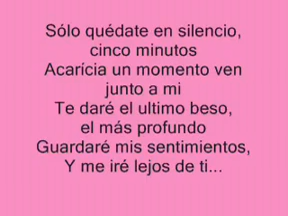 Sólo quédate en silencio,
cinco minutos
Acarícia un momento ven
junto a mi
Te daré el ultimo beso,
el más profundo
Guardaré mis sentimientos,
Y me iré lejos de ti...